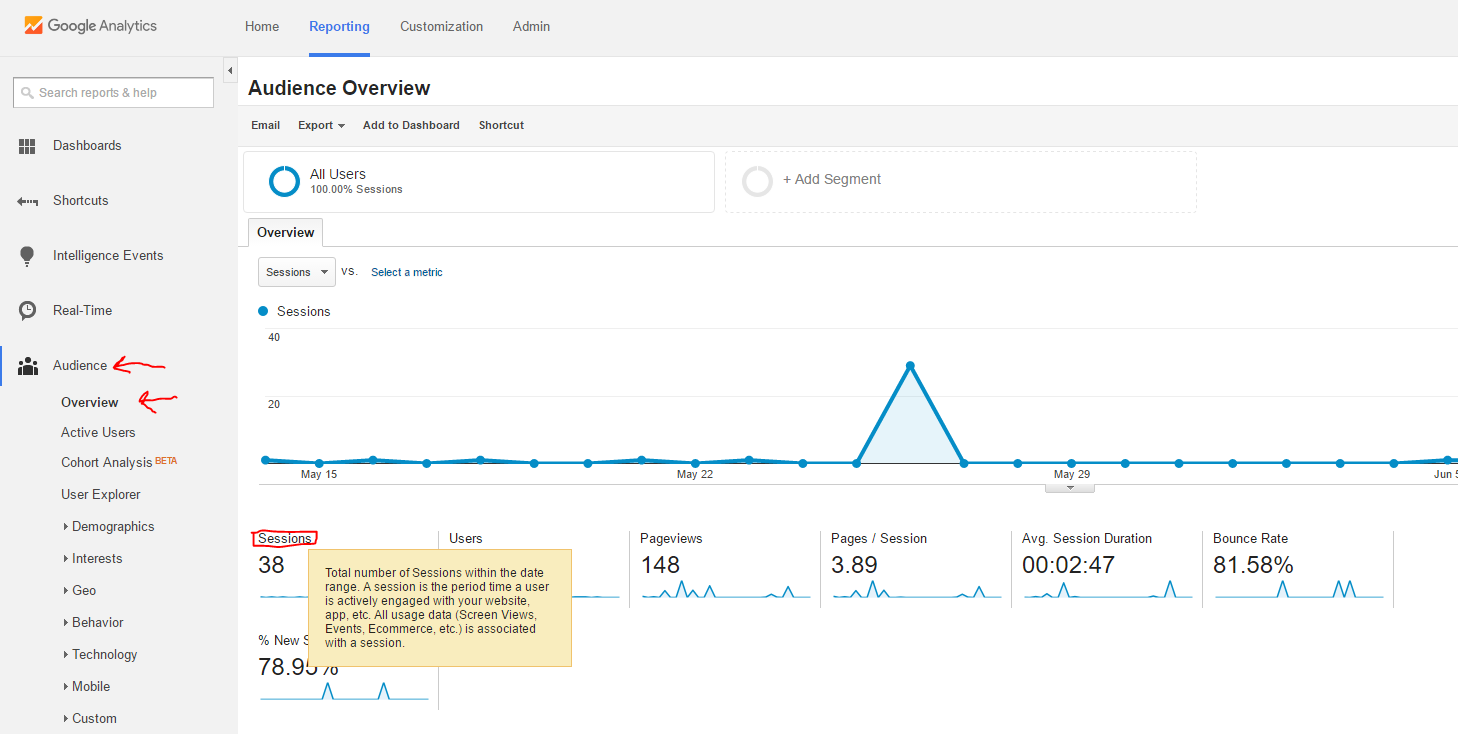 Google Analytics
Home
Reporting
Customization
Admin
Search reports & help
Dashboards
Shortcuts
Intelligence Events
Real-Time
Audience
Overview
Active Users
Cohort Analysis BETA
User Explorer
Demographics
Interests
Geo
Behavior
Technology
Mobile
Custom
Audience Overview
Email
Export
Add to Dashboard
Shortcut
All Users
100.00% Sessions
+ Add Segment
Overview
Sessions
VS.
Select a metric
Sessions
40
20
May 15
May 22
May 29
Jun 5
Sessions
38
Users
Pageviews
148
Pages / Session
3.89
Avg. Session Duration
00:02:47
Bounce Rate
81.58%
Total number of Sessions within the date
range. A session is the period time a user
is actively engaged with your website,
app, etc. All usage data (Screen Views,
Events, Ecommerce, etc.) is associated
with a session.
% New
78.95%